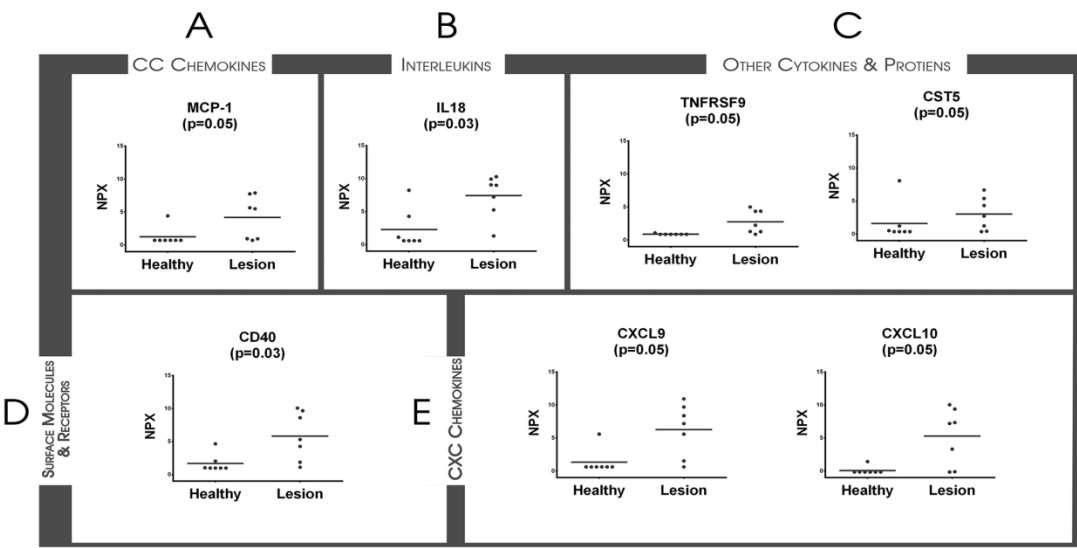 A
B
C
CC CHEMOKINES
INTERLEUKINS
OTHER CYTOKINES & PROTIENS
MCP-1
(p=0.05)
NPX
15
10
5
0
Healthy Lesion
IL18
(p=0.03)
NPX
15
10
5
0
Healthy Lesion
TNFRSF9
(p=0.05)
NPX
15
10
5
0
Healthy Lesion
CST5
(p=0.05)
NPX
15
10
5
0
Healthy Lesion
D
SURFACE MOLECULES
& RECEPTORS
CD40
(p=0.03)
NPX
15
10
5
0
Healthy Lesion
E
CXC CHEMOKINES
CXCL9
(p=0.05)
NPX
15
10
5
0
Healthy Lesion
CXCL10
(p=0.05)
NPX
15
10
5
0
Healthy Lesion